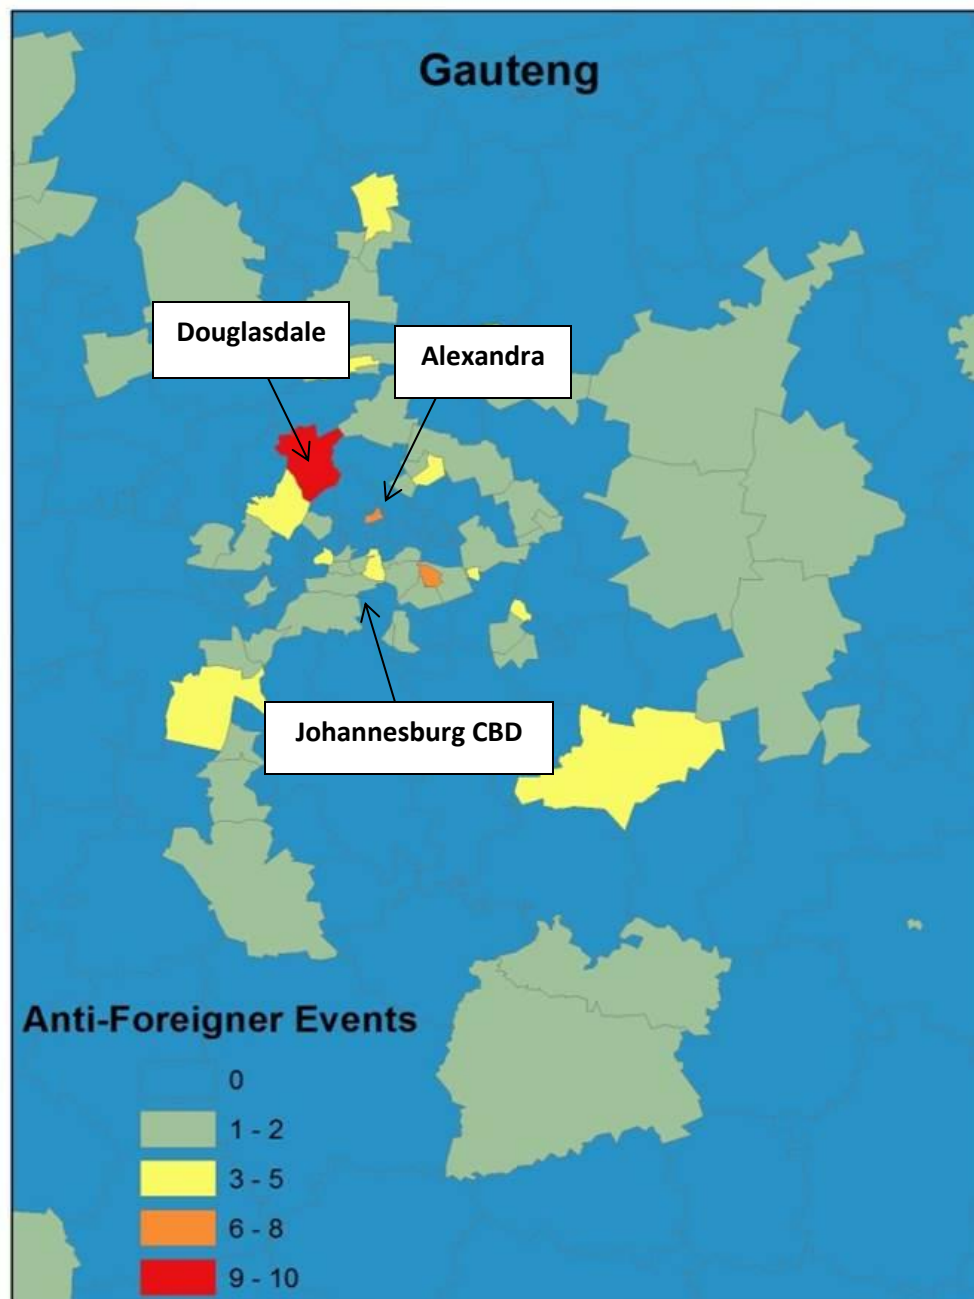 Gauteng
Douglasdale
Alexandra
Johannesburg CBD
Anti-Foreigner Events
0
1 - 2
3 - 5
6 - 8
9 - 10